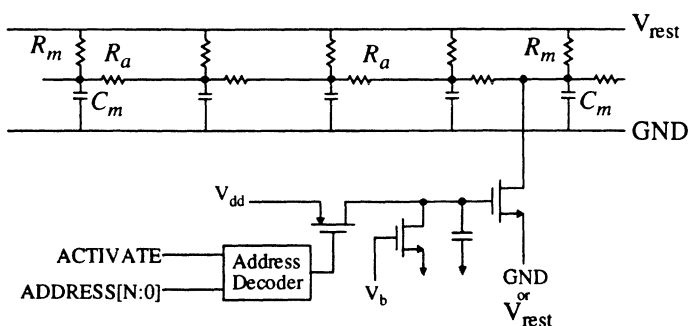 V_rest
R_m R_a R_a R_m
C_m C_m
GND
V_dd
ACTIVATE
Address
Decoder
ADDRESS[N:0]
V_b
GND
or
V_rest